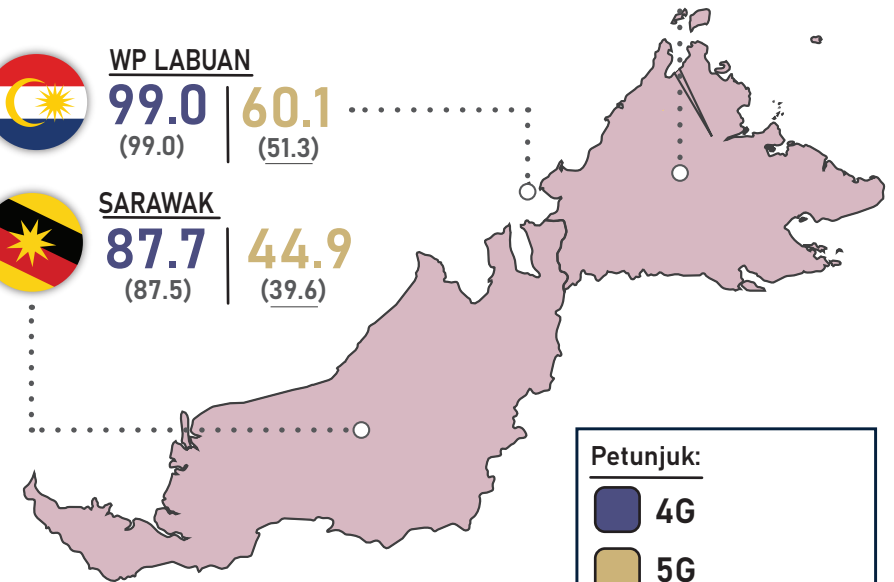 WP LABUAN
99.0 60.1
(99.0) (51.3)
SARAWAK
87.7 44.9
(87.5) (39.6)
Petunjuk:
4G
5G